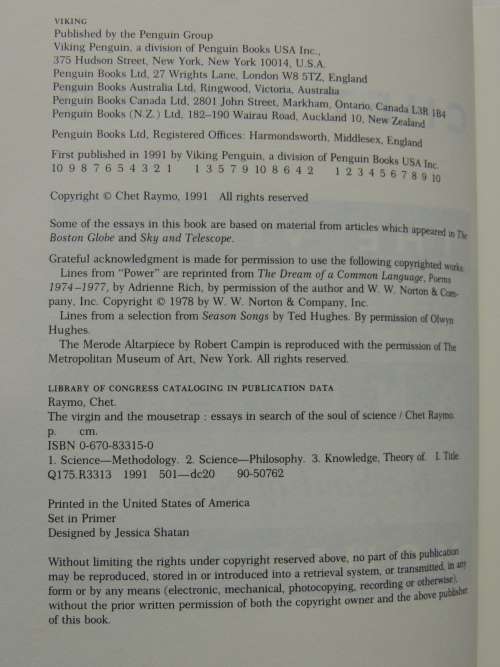 VIKING
Published by the Penguin Group
Viking Penguin, a division of Penguin Books USA Inc.,
375 Hudson Street, New York, New York 10014, U.S.A.
Penguin Books Ltd, 27 Wrights Lane, London W8 5TZ, England
Penguin Books Australia Ltd, Ringwood, Victoria, Australia
Penguin Books Canada Ltd, 2801 John Street, Markham, Ontario, Canada L3R 1B4
Penguin Books (N.Z.) Ltd, 182–190 Wairau Road, Auckland 10, New Zealand
Penguin Books Ltd, Registered Offices: Harmondsworth, Middlesex, England
First published in 1991 by Viking Penguin, a division of Penguin Books USA Inc.
10 9 8 7 6 5 4 3 2 1 1 3 5 7 9 10 8 6 4 2 1 2 3 4 5 6 7 8 9 10
Copyright © Chet Raymo, 1991 All rights reserved
Some of the essays in this book are based on material from articles which appeared in The
Boston Globe and Sky and Telescope.
Grateful acknowledgment is made for permission to use the following copyrighted works:
Lines from "Power" are reprinted from The Dream of a Common Language, Poems
1974–1977, by Adrienne Rich, by permission of the author and W. W. Norton & Com-
pany, Inc. Copyright © 1978 by W. W. Norton & Company, Inc.
Lines from a selection from Season Songs by Ted Hughes. By permission of Olwyn
Hughes.
The Merode Altarpiece by Robert Campin is reproduced with the permission of The
Metropolitan Museum of Art, New York. All rights reserved.
LIBRARY OF CONGRESS CATALOGING IN PUBLICATION DATA
Raymo, Chet.
The virgin and the mousetrap : essays in search of the soul of science / Chet Raymo.
p. cm.
ISBN 0-670-83315-0
1. Science—Methodology. 2. Science—Philosophy. 3. Knowledge, Theory of. I. Title
Q175.R3313 1991 501—dc20 90-50762
Printed in the United States of America
Set in Primer
Designed by Jessica Shatan
Without limiting the rights under copyright reserved above, no part of this publication
may be reproduced, stored in or introduced into a retrieval system, or transmitted, in any
form or by any means (electronic, mechanical, photocopying, recording or otherwise),
without the prior written permission of both the copyright owner and the above publisher
of this book.